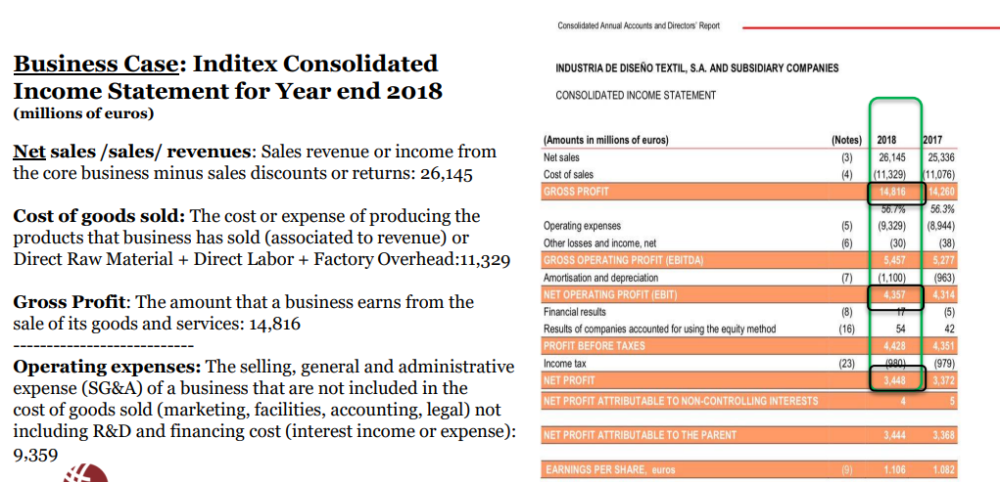 Business Case: Inditex Consolidated
Income Statement for Year end 2018
(millions of euros)
Net sales /sales/ revenues: Sales revenue or income from
the core business minus sales discounts or returns: 26,145
Cost of goods sold: The cost or expense of producing the
products that business has sold (associated to revenue) or
Direct Raw Material + Direct Labor + Factory Overhead:11,329
Gross Profit: The amount that a business earns from the
sale of its goods and services: 14,816
---------------------------
Operating expenses: The selling, general and administrative
expense (SG&A) of a business that are not included in the
cost of goods sold (marketing, facilities, accounting, legal) not
including R&D and financing cost (interest income or expense):
9,359
Consolidated Annual Accounts and Directors' Report
INDUSTRIA DE DISEÑO TEXTIL, S.A. AND SUBSIDIARY COMPANIES
CONSOLIDATED INCOME STATEMENT
(Amounts in millions of euros) (Notes) 2018 2017
Net sales (3) 26,145 25,336
Cost of sales (4) (11,329) (11,076)
GROSS PROFIT 14,816 14,260
56.7% 56.3%
Operating expenses (5) (9,329) (8,944)
Other losses and income, net (6) (30) (38)
GROSS OPERATING PROFIT (EBITDA) 5,457 5,277
Amortisation and depreciation (7) (1,100) (963)
NET OPERATING PROFIT (EBIT) 4,357 4,314
Financial results (8) 17 (5)
Results of companies accounted for using the equity method (16) 54 42
PROFIT BEFORE TAXES 4,428 4,351
Income tax (23) (980) (979)
NET PROFIT 3,448 3,372
NET PROFIT ATTRIBUTABLE TO NON-CONTROLLING INTERESTS 4 5
NET PROFIT ATTRIBUTABLE TO THE PARENT 3,444 3,368
EARNINGS PER SHARE, euros (9) 1.106 1.082